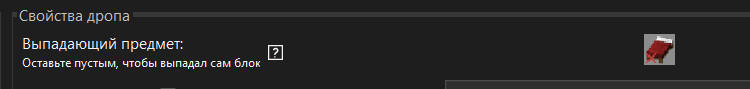 Свойства дропа
Выпадающий предмет:
Оставьте пустым, чтобы выпадал сам блок
?